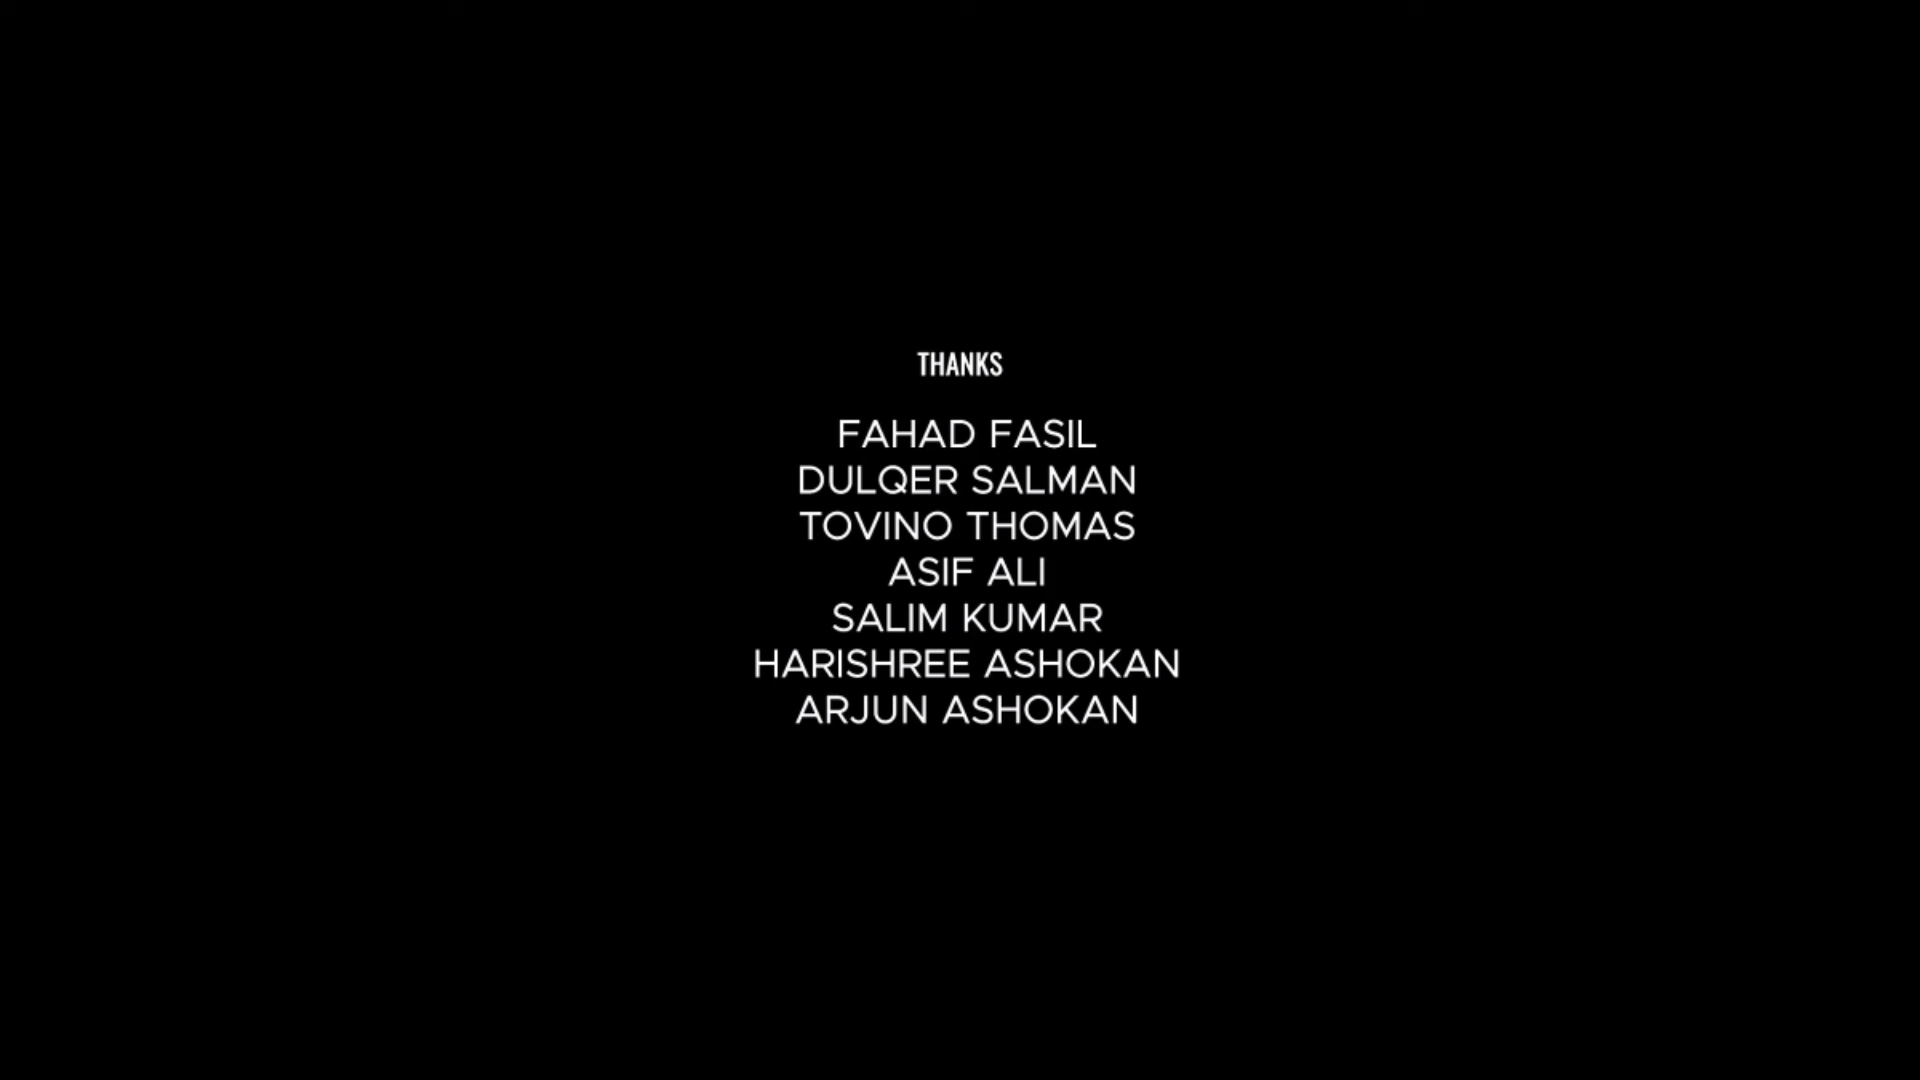 THANKS
FAHAD FASIL
DULQER SALMAN
TOVINO THOMAS
ASIF ALI
SALIM KUMAR
HARISHREE ASHOKAN
ARJUN ASHOKAN